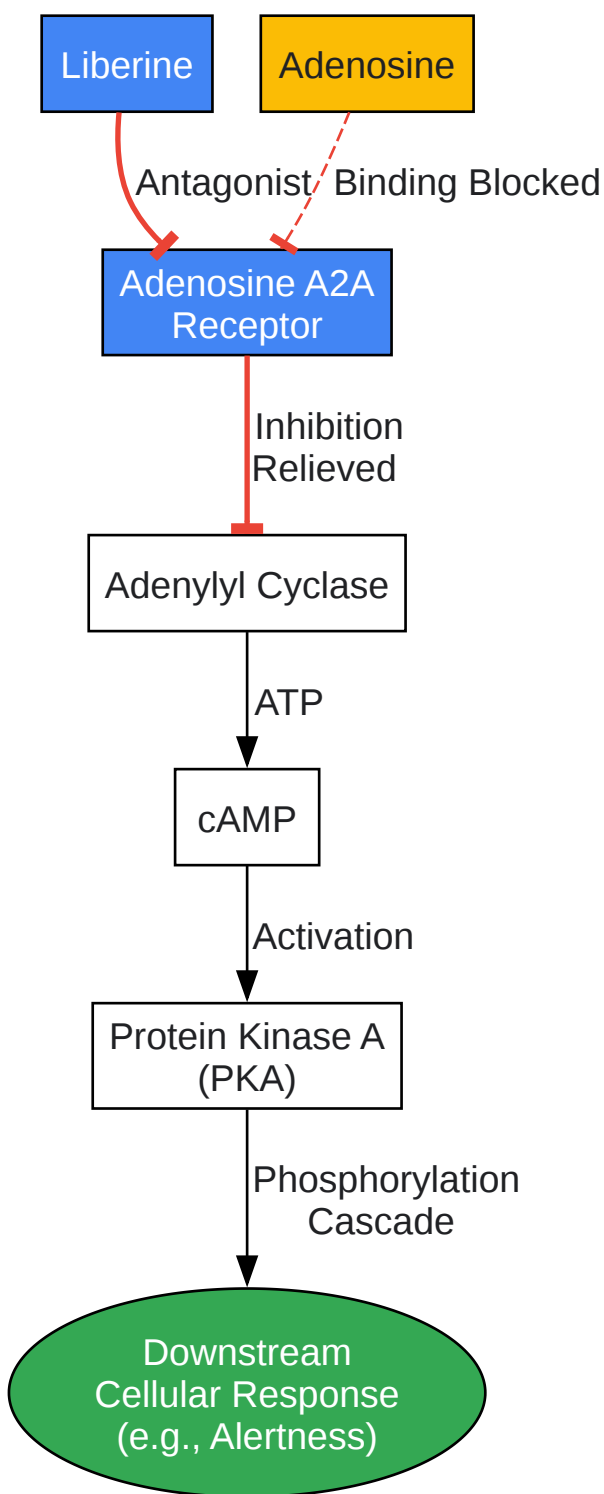 Liberine
Adenosine
Antagonist
Binding Blocked
Adenosine A2A
Receptor
Inhibition
Relieved
Adenylyl Cyclase
ATP
cAMP
Activation
Protein Kinase A
(PKA)
Phosphorylation
Cascade
Downstream
Cellular Response
(e.g., Alertness)